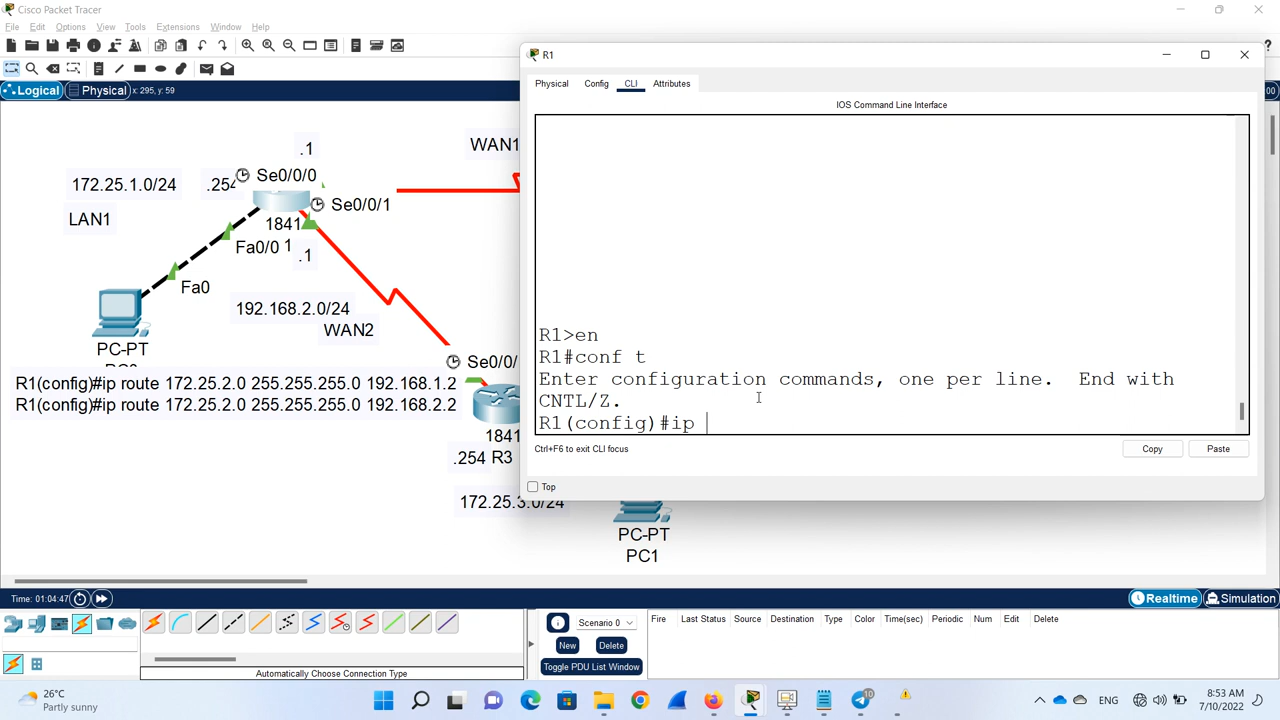 Cisco Packet Tracer
File Edit Options View Tools Extensions Window Help
Logical Physical x: 295, y: 59
R1
Physical Config CLI Attributes
IOS Command Line Interface
R1>en
R1#conf t
Enter configuration commands, one per line. End with
CNTL/Z.
R1(config)#ip
Ctrl+F6 to exit CLI focus
Copy Paste
Top
.1
WAN1
172.25.1.0/24
.254
Se0/0/0
LAN1
Se0/0/1
1841
Fa0/0
1
.1
Fa0
192.168.2.0/24
WAN2
PC-PT
Se0/0/
R1(config)#ip route 172.25.2.0 255.255.255.0 192.168.1.2
R1(config)#ip route 172.25.2.0 255.255.255.0 192.168.2.2
1841
.254 R3
172.25.3.0/24
PC-PT
PC1
Time: 01:04:47
Realtime Simulation
Scenario 0
New Delete
Toggle PDU List Window
Fire Last Status Source Destination Type Color Time(sec) Periodic Num Edit Delete
Automatically Choose Connection Type
26°C
Partly sunny
10
ENG
8:53 AM
7/10/2022